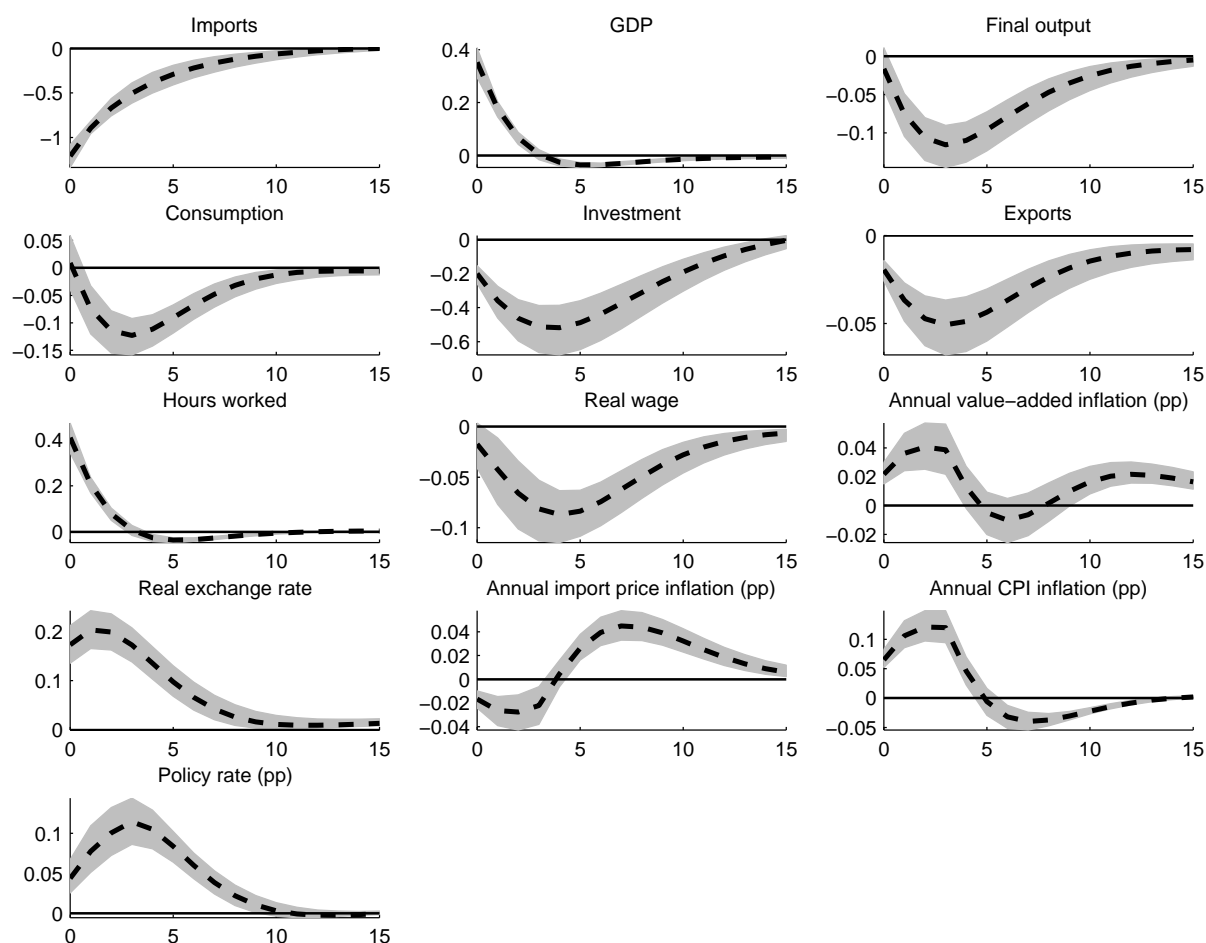 Imports GDP Final output
0 −0.5 −1
0.4 0.2 0
0 −0.05 −0.1
0 5 10 15 0 5 10 15 0 5 10 15
Consumption Investment Exports
0.05 0 −0.05 −0.1 −0.15
0 −0.2 −0.4 −0.6
0 −0.05
0 5 10 15 0 5 10 15 0 5 10 15
Hours worked Real wage Annual value−added inflation (pp)
0.4 0.2 0
0 −0.05 −0.1
0.04 0.02 0 −0.02
0 5 10 15 0 5 10 15 0 5 10 15
Real exchange rate Annual import price inflation (pp) Annual CPI inflation (pp)
0.2 0.1 0
0.04 0.02 0 −0.02 −0.04
0.1 0.05 0 −0.05
0 5 10 15 0 5 10 15 0 5 10 15
Policy rate (pp)
0.1 0.05 0
0 5 10 15